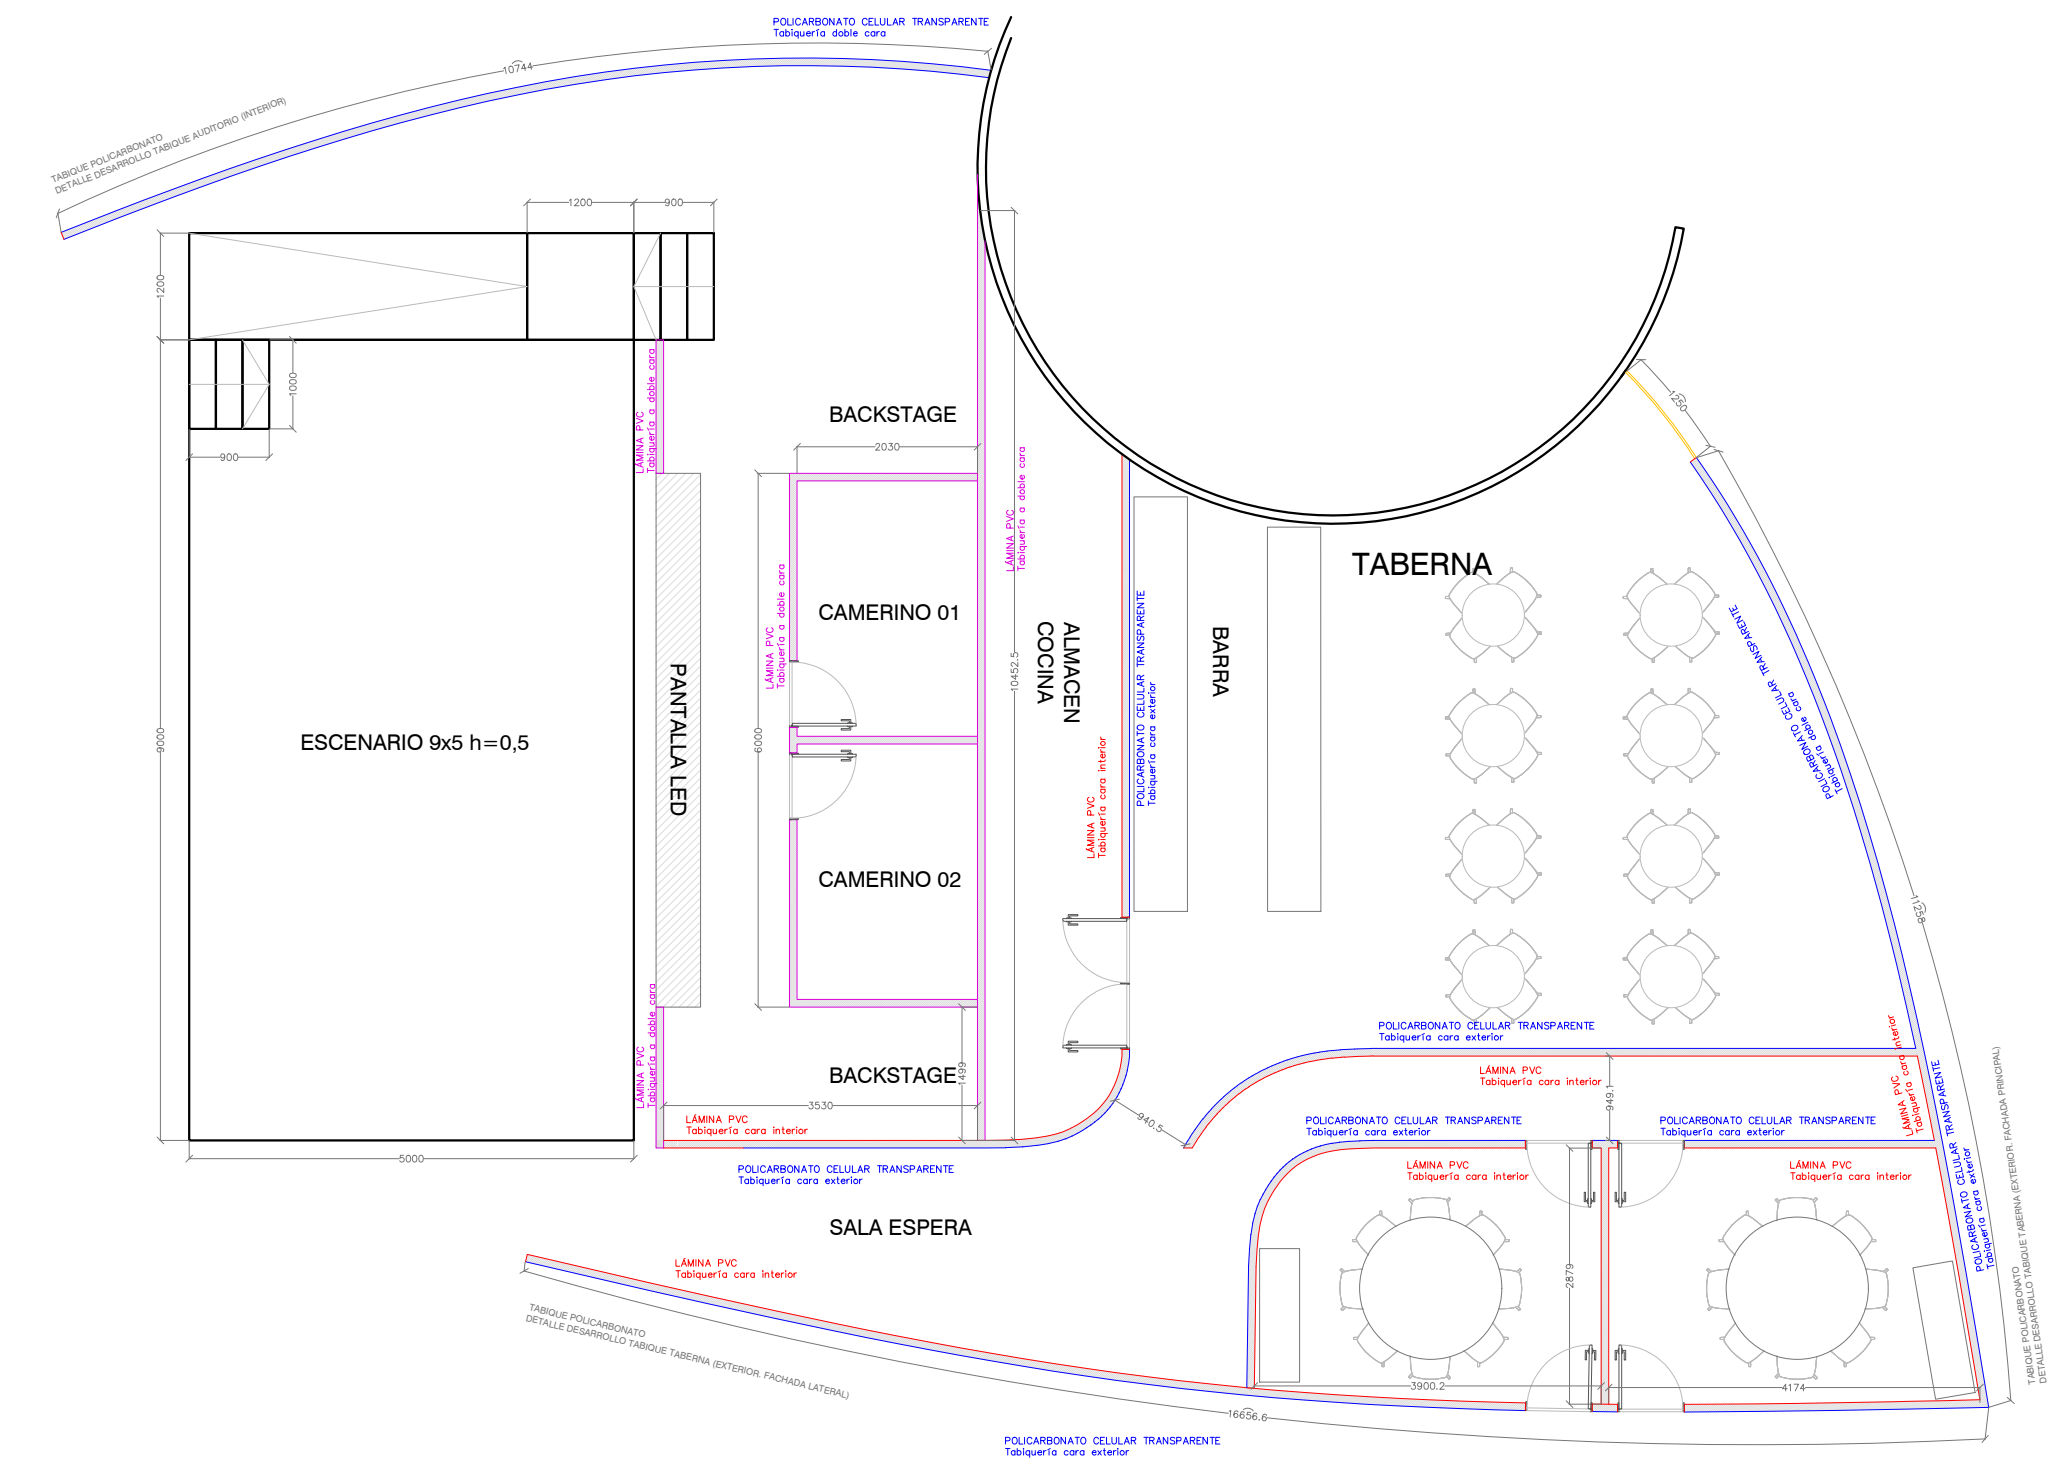 POLICARBONATO CELULAR TRANSPARENTE
Tabiquería doble cara
10744
TABIQUE POLICARBONATO
DETALLE DESARROLLO TABIQUE AUDITORIO (INTERIOR)
1200
900
1200
1000
900
9000
5000
ESCENARIO 9x5 h=0,5
LÁMINA PVC
Tabiquería a doble cara
PANTALLA LED
LÁMINA PVC
Tabiquería a doble cara
BACKSTAGE
2030
LÁMINA PVC
Tabiquería a doble cara
6000
CAMERINO 01
CAMERINO 02
LÁMINA PVC
Tabiquería a doble cara
10452.5
ALMACEN
COCINA
LÁMINA PVC
Tabiquería cara interior
POLICARBONATO CELULAR TRANSPARENTE
Tabiquería cara exterior
BARRA
TABERNA
1250
POLICARBONATO CELULAR TRANSPARENTE
POLICARBONATO CELULAR TRANSPARENTE
Tabiquería doble cara
11258
BACKSTAGE
1499
3530
LÁMINA PVC
Tabiquería cara interior
POLICARBONATO CELULAR TRANSPARENTE
Tabiquería cara exterior
940.5
POLICARBONATO CELULAR TRANSPARENTE
Tabiquería cara exterior
LÁMINA PVC
Tabiquería cara interior
949.1
LÁMINA PVC
Tabiquería cara interior
POLICARBONATO CELULAR TRANSPARENTE
POLICARBONATO CELULAR TRANSPARENTE
Tabiquería cara exterior
POLICARBONATO CELULAR TRANSPARENTE
Tabiquería cara exterior
POLICARBONATO CELULAR TRANSPARENTE
Tabiquería cara exterior
LÁMINA PVC
Tabiquería cara interior
LÁMINA PVC
Tabiquería cara interior
SALA ESPERA
LÁMINA PVC
Tabiquería cara interior
TABIQUE POLICARBONATO
DETALLE DESARROLLO TABIQUE TABERNA (EXTERIOR. FACHADA LATERAL)
2879
3900.2
4174
16656.6
TABIQUE POLICARBONATO
DETALLE DESARROLLO TABIQUE TABERNA (EXTERIOR. FACHADA PRINCIPAL)
POLICARBONATO CELULAR TRANSPARENTE
Tabiquería cara exterior